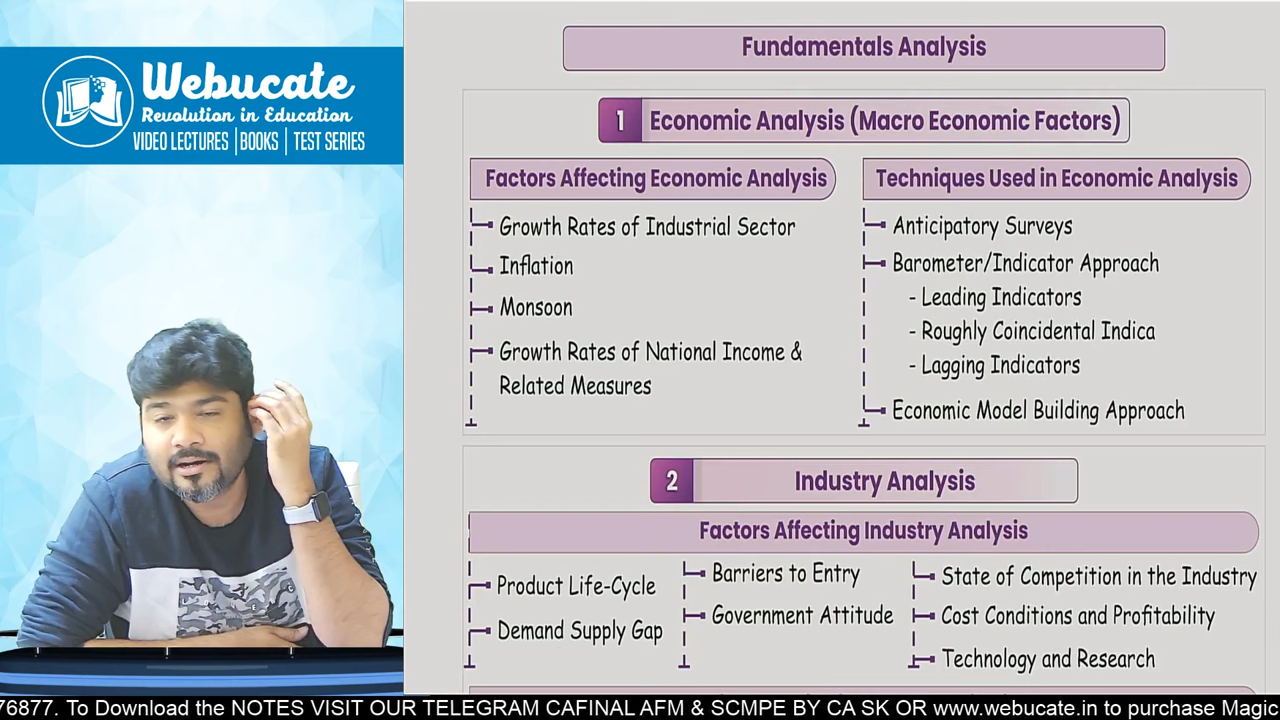 Webucate
Revolution in Education
VIDEO LECTURES | BOOKS | TEST SERIES
Fundamentals Analysis
1 Economic Analysis (Macro Economic Factors)
Factors Affecting Economic Analysis
Growth Rates of Industrial Sector
Inflation
Monsoon
Growth Rates of National Income &
Related Measures
Techniques Used in Economic Analysis
Anticipatory Surveys
Barometer/Indicator Approach
- Leading Indicators
- Roughly Coincidental Indica
- Lagging Indicators
Economic Model Building Approach
2 Industry Analysis
Factors Affecting Industry Analysis
Product Life-Cycle
Demand Supply Gap
Barriers to Entry
Government Attitude
State of Competition in the Industry
Cost Conditions and Profitability
Technology and Research
76877. To Download the NOTES VISIT OUR TELEGRAM CAFINAL AFM & SCMPE BY CA SK OR www.webucate.in to purchase Magic